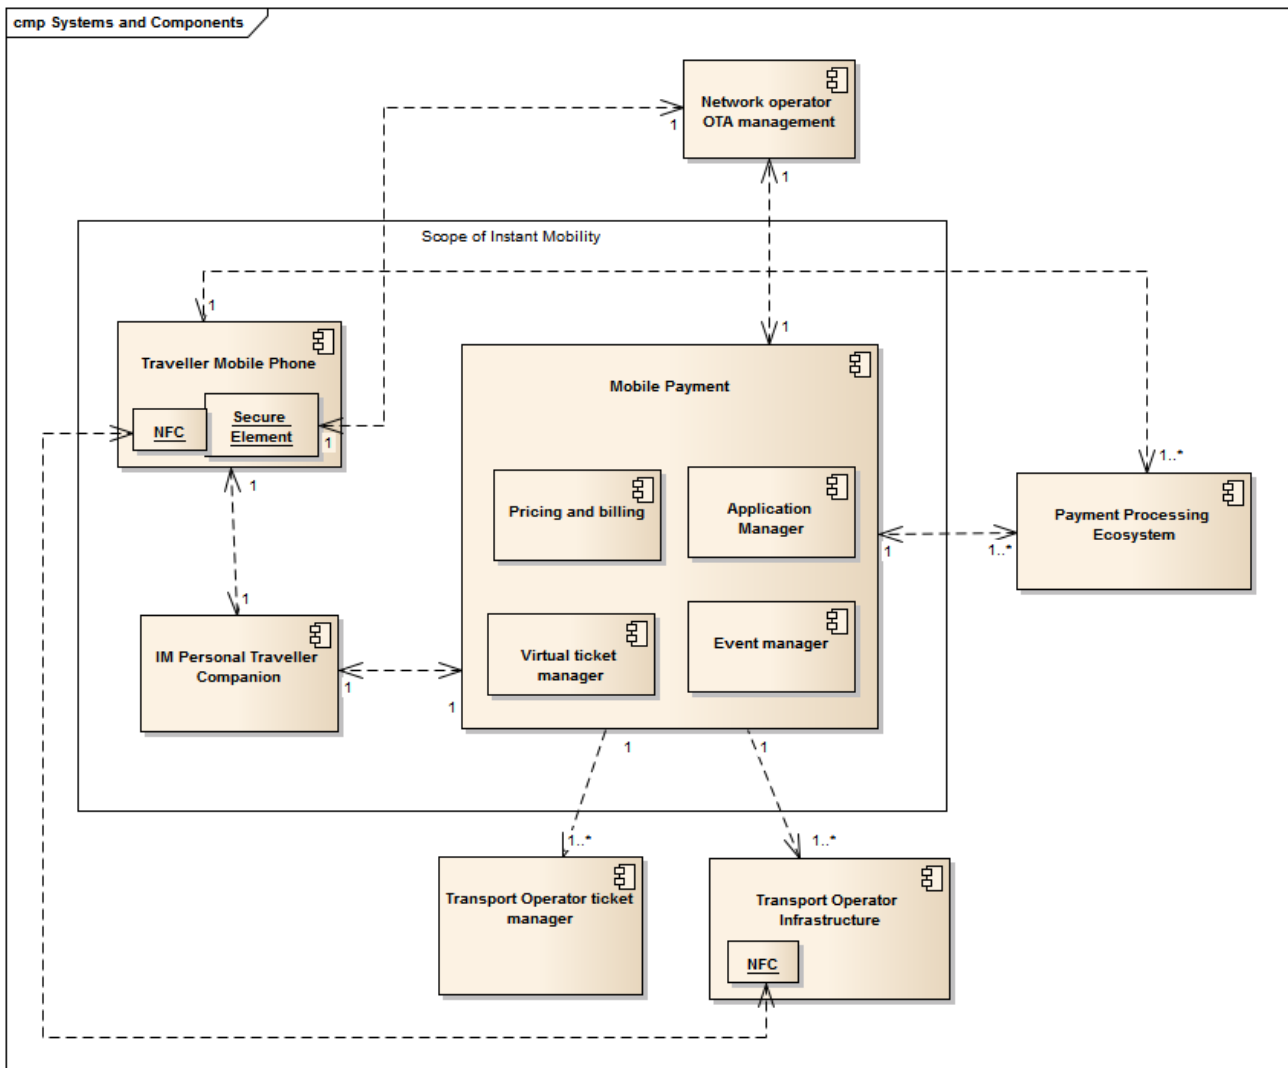 cmp Systems and Components
Network operator
OTA management
1
1
Scope of Instant Mobility
1
1
Traveller Mobile Phone
Mobile Payment
NFC
Secure
Element
1
1..*
1
Pricing and billing
Application
Manager
Payment Processing
Ecosystem
1
1..*
1
IM Personal Traveller
Companion
Virtual ticket
manager
Event manager
1
1
1
1
1..*
1..*
Transport Operator ticket
manager
Transport Operator
Infrastructure
NFC